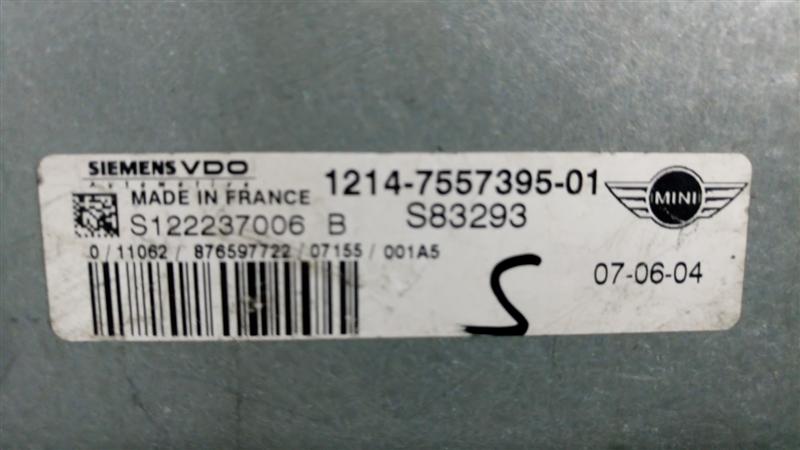 SIEMENS VDO
Automotive
MADE IN FRANCE
1214-7557395-01
MINI
S122237006 B
S83293
0/11062/876597722/07155/001A5
S
07-06-04